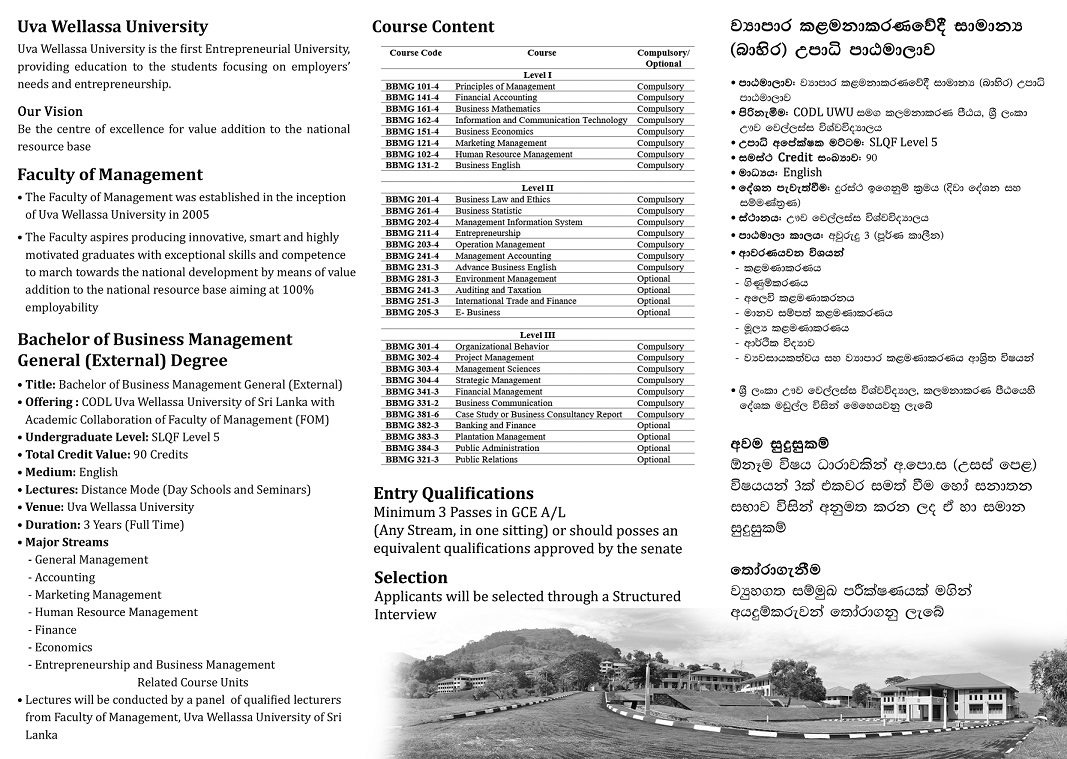 Uva Wellassa University
Uva Wellassa University is the first Entrepreneurial University,
providing education to the students focusing on employers’
needs and entrepreneurship.
Our Vision
Be the centre of excellence for value addition to the national
resource base
Faculty of Management
• The Faculty of Management was established in the inception
of Uva Wellassa University in 2005
• The Faculty aspires producing innovative, smart and highly
motivated graduates with exceptional skills and competence
to march towards the national development by means of value
addition to the national resource base aiming at 100%
employability
Bachelor of Business Management
General (External) Degree
• Title: Bachelor of Business Management General (External)
• Offering : CODL Uva Wellassa University of Sri Lanka with
Academic Collaboration of Faculty of Management (FOM)
• Undergraduate Level: SLQF Level 5
• Total Credit Value: 90 Credits
• Medium: English
• Lectures: Distance Mode (Day Schools and Seminars)
• Venue: Uva Wellassa University
• Duration: 3 Years (Full Time)
• Major Streams
- General Management
- Accounting
- Marketing Management
- Human Resource Management
- Finance
- Economics
- Entrepreneurship and Business Management
Related Course Units
• Lectures will be conducted by a panel of qualified lecturers
from Faculty of Management, Uva Wellassa University of Sri
Lanka
Course Content
Course Code Course Compulsory/
Optional
Level I
BBMG 101-4 Principles of Management Compulsory
BBMG 141-4 Financial Accounting Compulsory
BBMG 161-4 Business Mathematics Compulsory
BBMG 162-4 Information and Communication Technology Compulsory
BBMG 151-4 Business Economics Compulsory
BBMG 121-4 Marketing Management Compulsory
BBMG 102-4 Human Resource Management Compulsory
BBMG 131-2 Business English Compulsory
Level II
BBMG 201-4 Business Law and Ethics Compulsory
BBMG 261-4 Business Statistic Compulsory
BBMG 202-4 Management Information System Compulsory
BBMG 211-4 Entrepreneurship Compulsory
BBMG 203-4 Operation Management Compulsory
BBMG 241-4 Management Accounting Compulsory
BBMG 231-3 Advance Business English Compulsory
BBMG 281-3 Environment Management Optional
BBMG 241-3 Auditing and Taxation Optional
BBMG 251-3 International Trade and Finance Optional
BBMG 205-3 E- Business Optional
Level III
BBMG 301-4 Organizational Behavior Compulsory
BBMG 302-4 Project Management Compulsory
BBMG 303-4 Management Sciences Compulsory
BBMG 304-4 Strategic Management Compulsory
BBMG 341-3 Financial Management Compulsory
BBMG 331-2 Business Communication Compulsory
BBMG 381-6 Case Study or Business Consultancy Report Compulsory
BBMG 382-3 Banking and Finance Optional
BBMG 383-3 Plantation Management Optional
BBMG 384-3 Public Administration Optional
BBMG 321-3 Public Relations Optional
Entry Qualifications
Minimum 3 Passes in GCE A/L
(Any Stream, in one sitting) or should posses an
equivalent qualifications approved by the senate
Selection
Applicants will be selected through a Structured
Interview
ව්‍යාපාර කළමනාකරණවේදී සාමාන්‍ය
(බාහිර) උපාධි පාඨමාලාව
• පාඨමාලාව: ව්‍යාපාර කළමනාකරණවේදී සාමාන්‍ය (බාහිර) උපාධි
පාඨමාලාව
• පිරිනැමීම: CODL UWU සමග කලමනාකරණ පීඨය, ශ්‍රී ලංකා
ඌව වෙල්ලස්ස විශ්වවිද්‍යාලය
• උපාධි අපේක්ෂක මට්ටම: SLQF Level 5
• සමස්ථ Credit සංඛ්‍යාව: 90
• මාධ්‍යය: English
• දේශන පැවැත්වීම: දුරස්ථ ඉගෙනුම් ක්‍රමය (දිවා දේශන සහ
සම්මණ්ත්‍රණ)
• ස්ථානය: ඌව වෙල්ලස්ස විශ්වවිද්‍යාලය
• පාඨමාලා කාලය: අවුරුදු 3 (පූර්ණ කාලීන)
• ආවරණයවන විශයන්
- කළමණාකරණය
- ගිණුම්කරණය
- අලෙවි කළමණාකරනය
- මානව සම්පත් කළමණාකරණය
- මූල්‍ය කළමණාකරණය
- ආර්ථික විද්‍යාව
- ව්‍යවසායකත්වය සහ ව්‍යාපාර කළමණාකරණය ආශ්‍රිත විෂයන්
• ශ්‍රී ලංකා ඌව වෙල්ලස්ස විශ්වවිද්‍යාල, කලමනාකරණ පීඨයෙහි
දේශක මඩුල්ල විසින් මෙහෙයවනු ලැබේ
අවම සුදුසුකම්
ඕනෑම විෂය ධාරාවකින් අ.පො.ස (උසස් පෙළ)
විෂයයන් 3ක් එකවර සමත් වීම හෝ සනාතන
සභාව විසින් අනුමත කරන ලද ඒ හා සමාන
සුදුසුකම්
තෝරාගැනීම
ව්‍යුහගත සම්මුඛ පරීක්ෂණයක් මගින්
අයදුම්කරුවන් තෝරාගනු ලැබේ